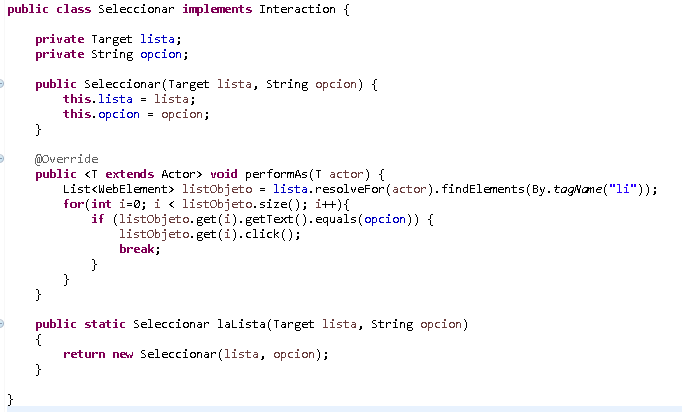 public class Seleccionar implements Interaction {
private Target lista;
private String opcion;
public Seleccionar(Target lista, String opcion) {
this.lista = lista;
this.opcion = opcion;
}
@Override
public <T extends Actor> void performAs(T actor) {
List<WebElement> listObjeto = lista.resolveFor(actor).findElements(By.tagName("li"));
for(int i=0; i < listObjeto.size(); i++){
if (listObjeto.get(i).getText().equals(opcion)) {
listObjeto.get(i).click();
break;
}
}
}
public static Seleccionar laLista(Target lista, String opcion)
{
return new Seleccionar(lista, opcion);
}
}